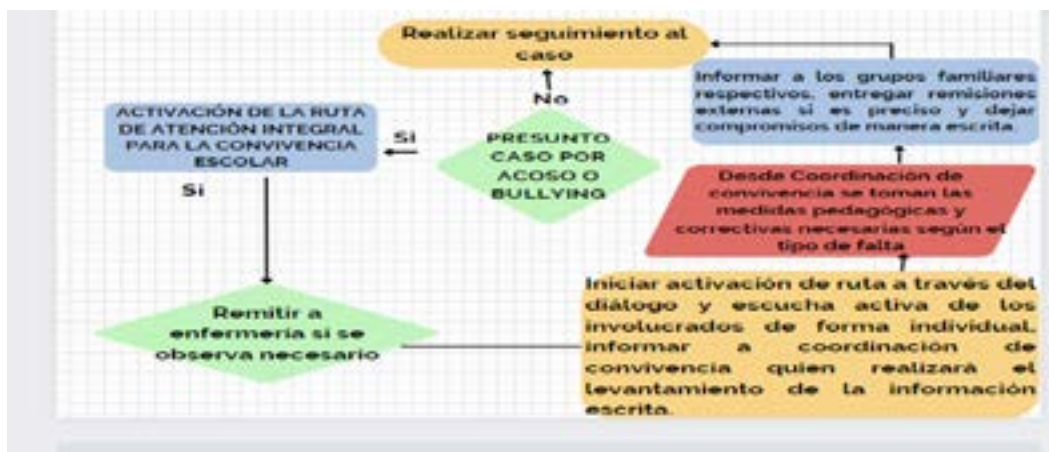 Realizar seguimiento al
caso
Informar a los grupos familiares
respectivos, entregar remisiones
externas si es preciso y dejar
compromisos de manera escrita.
No
ACTIVACIÓN DE LA RUTA
DE ATENCIÓN INTEGRAL
PARA LA CONVIVENCIA
ESCOLAR
Si
PRESUNTO
CASO POR
ACOSO O
BULLYING
Si
Desde Coordinación de
convivencia se toman las
medidas pedagógicas y
correctivas necesarias según el
tipo de falta
Remitir a
enfermería si se
observa necesario
Iniciar activación de ruta a través del
diálogo y escucha activa de los
involucrados de forma individual,
informar a coordinación de
convivencia quien realizará el
levantamiento de la información
escrita.